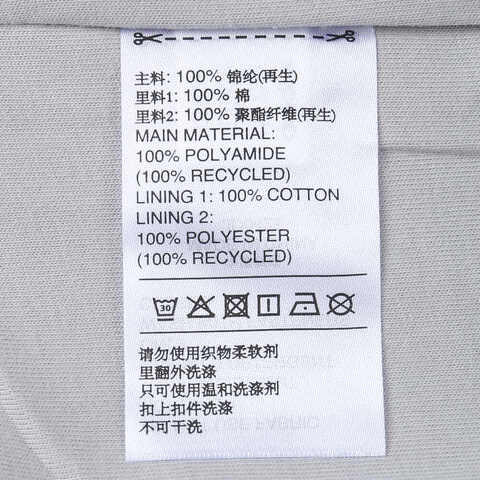 主料: 100% 锦纶(再生)
里料1: 100% 棉
里料2: 100% 聚酯纤维(再生)
MAIN MATERIAL:
100% POLYAMIDE
(100% RECYCLED)
LINING 1: 100% COTTON
LINING 2:
100% POLYESTER
(100% RECYCLED)
30
请勿使用织物柔软剂
里翻外洗涤
只可使用温和洗涤剂
扣上扣件洗涤
不可干洗